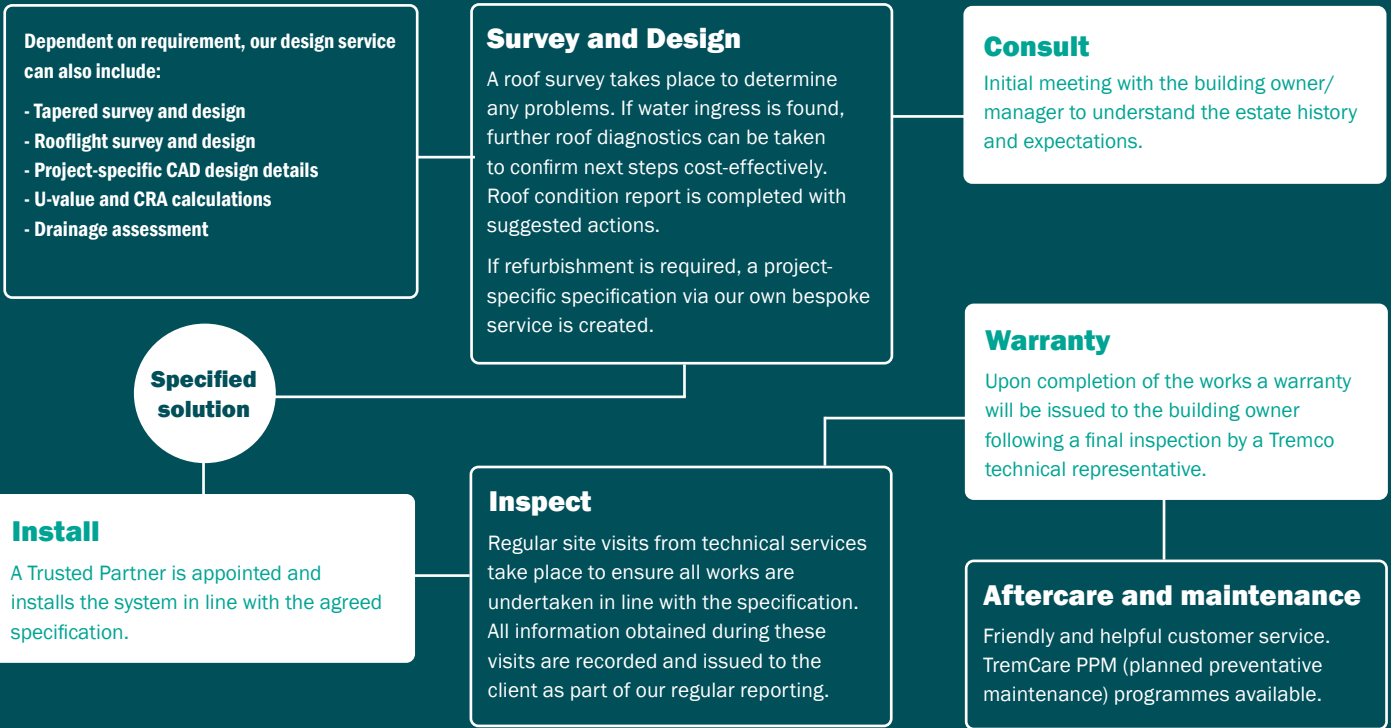 Dependent on requirement, our design service
can also include:
- Tapered survey and design
- Rooflight survey and design
- Project-specific CAD design details
- U-value and CRA calculations
- Drainage assessment
Survey and Design
A roof survey takes place to determine
any problems. If water ingress is found,
further roof diagnostics can be taken
to confirm next steps cost-effectively.
Roof condition report is completed with
suggested actions.
If refurbishment is required, a project-
specific specification via our own bespoke
service is created.
Consult
Initial meeting with the building owner/
manager to understand the estate history
and expectations.
Specified
solution
Install
A Trusted Partner is appointed and
installs the system in line with the agreed
specification.
Inspect
Regular site visits from technical services
take place to ensure all works are
undertaken in line with the specification.
All information obtained during these
visits are recorded and issued to the
client as part of our regular reporting.
Warranty
Upon completion of the works a warranty
will be issued to the building owner
following a final inspection by a Tremco
technical representative.
Aftercare and maintenance
Friendly and helpful customer service.
TremCare PPM (planned preventative
maintenance) programmes available.